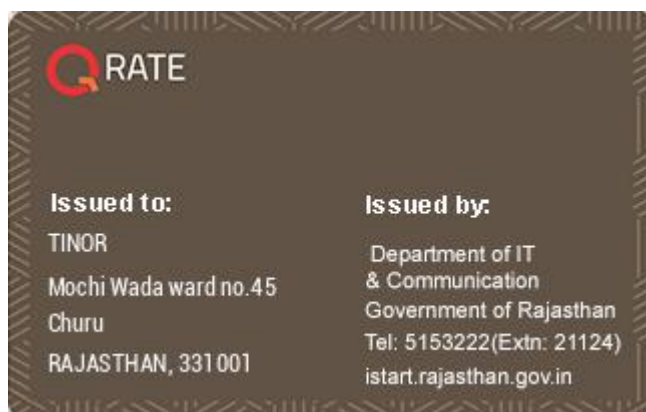 QRATE
Issued to:
TINOR
Mochi Wada ward no.45
Churu
RAJASTHAN, 331001
Issued by:
Department of IT
& Communication
Government of Rajasthan
Tel: 5153222(Extn: 21124)
istart.rajasthan.gov.in